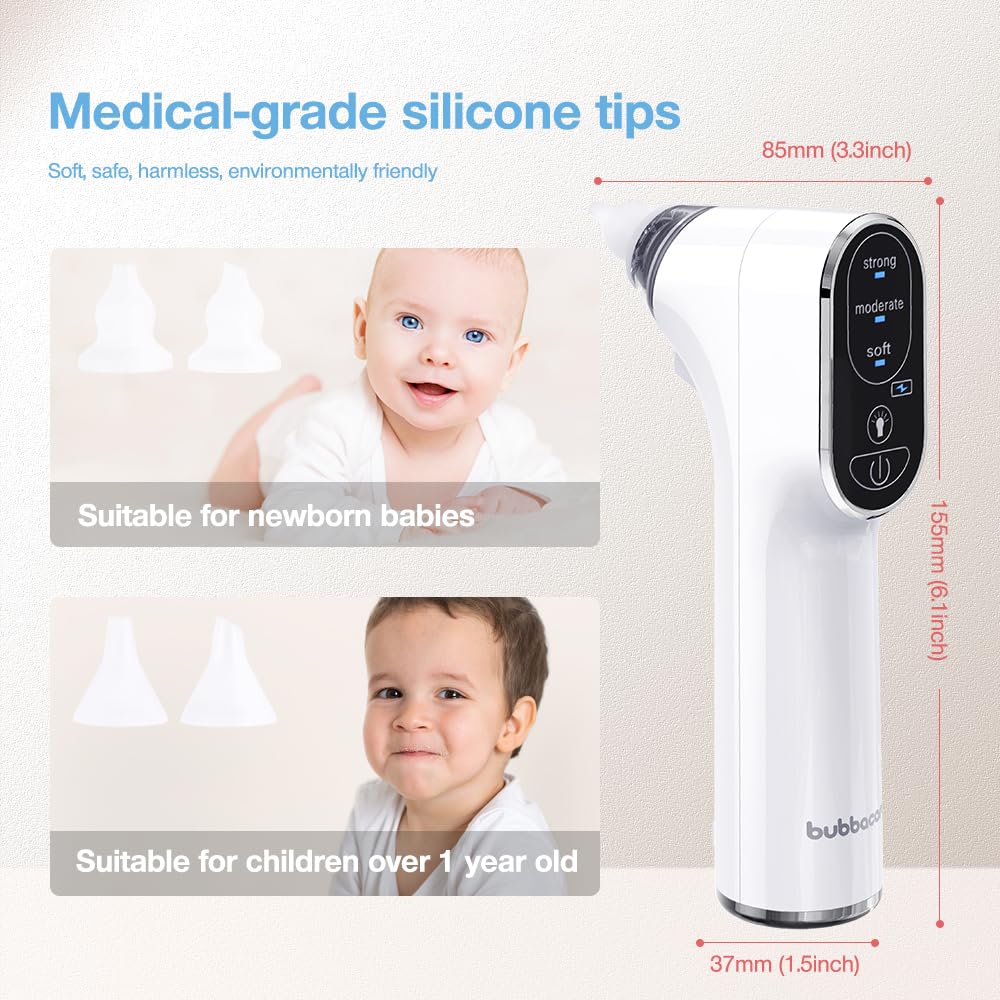 Medical-grade silicone tips
Soft, safe, harmless, environmentally friendly
85mm (3.3inch)
strong
moderate
soft
155mm (6.1inch)
Suitable for newborn babies
Suitable for children over 1 year old
37mm (1.5inch)